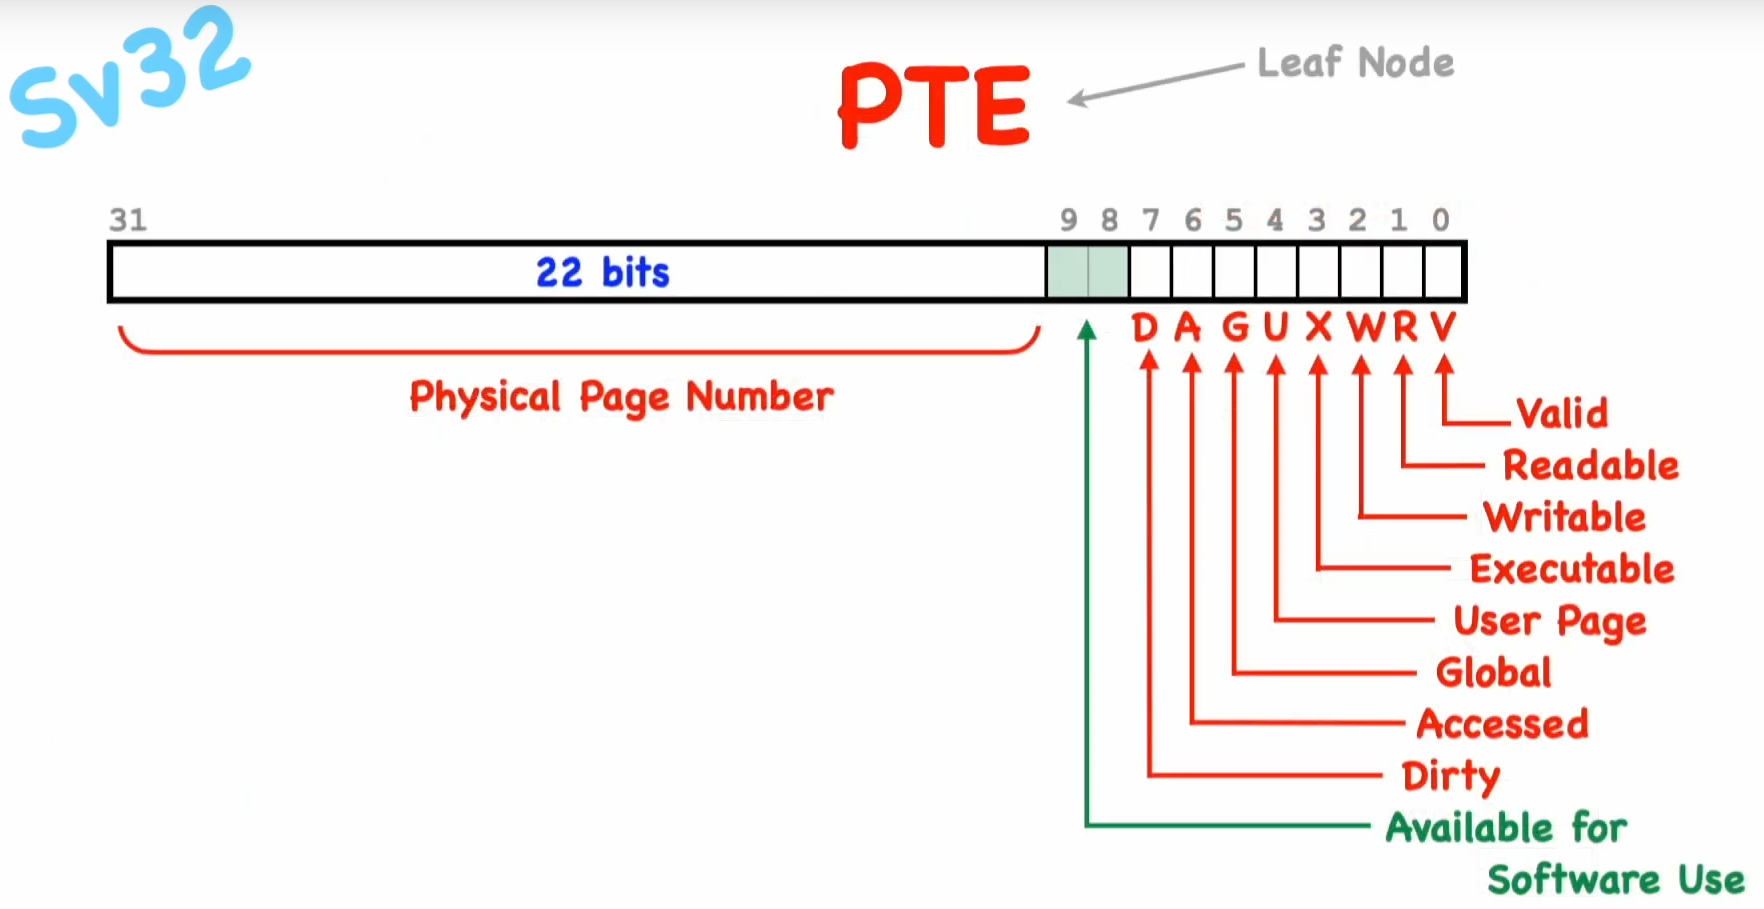 Sv32
PTE
Leaf Node
31 9 8 7 6 5 4 3 2 1 0
22 bits
D A G U X W R V
Physical Page Number
Valid
Readable
Writable
Executable
User Page
Global
Accessed
Dirty
Available for
Software Use